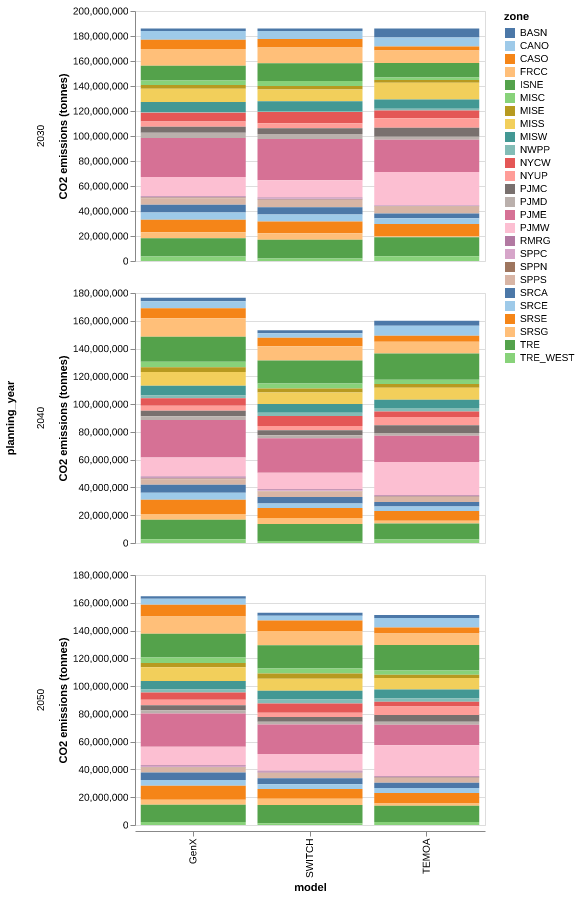 zone
BASN
CANO
CASO
FRCC
ISNE
MISC
MISE
MISS
MISW
NWPP
NYCW
NYUP
PJMC
PJMD
PJME
PJMW
RMRG
SPPC
SPPN
SPPS
SRCA
SRCE
SRSE
SRSG
TRE
TRE_WEST
planning_year
2030
CO2 emissions (tonnes)
200,000,000
180,000,000
160,000,000
140,000,000
120,000,000
100,000,000
80,000,000
60,000,000
40,000,000
20,000,000
0
2040
CO2 emissions (tonnes)
180,000,000
160,000,000
140,000,000
120,000,000
100,000,000
80,000,000
60,000,000
40,000,000
20,000,000
0
2050
CO2 emissions (tonnes)
180,000,000
160,000,000
140,000,000
120,000,000
100,000,000
80,000,000
60,000,000
40,000,000
20,000,000
0
GenX
SWITCH
TEMOA
model